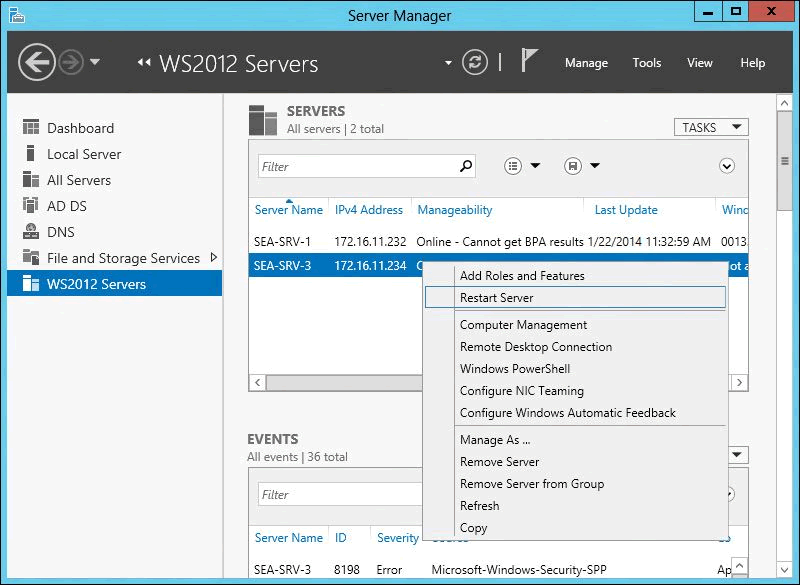 Server Manager
WS2012 Servers
Manage Tools View Help
Dashboard
Local Server
All Servers
AD DS
DNS
File and Storage Services
WS2012 Servers
SERVERS
All servers | 2 total
TASKS
Filter
Server Name IPv4 Address Manageability Last Update Wind
SEA-SRV-1 172.16.11.232 Online - Cannot get BPA results 1/22/2014 11:32:59 AM 0013
SEA-SRV-3 172.16.11.234
Add Roles and Features
Restart Server
Computer Management
Remote Desktop Connection
Windows PowerShell
Configure NIC Teaming
Configure Windows Automatic Feedback
Manage As ...
Remove Server
Remove Server from Group
Refresh
Copy
EVENTS
All events | 36 total
Filter
Server Name ID Severity
SEA-SRV-3 8198 Error Microsoft-Windows-Security-SPP Ap